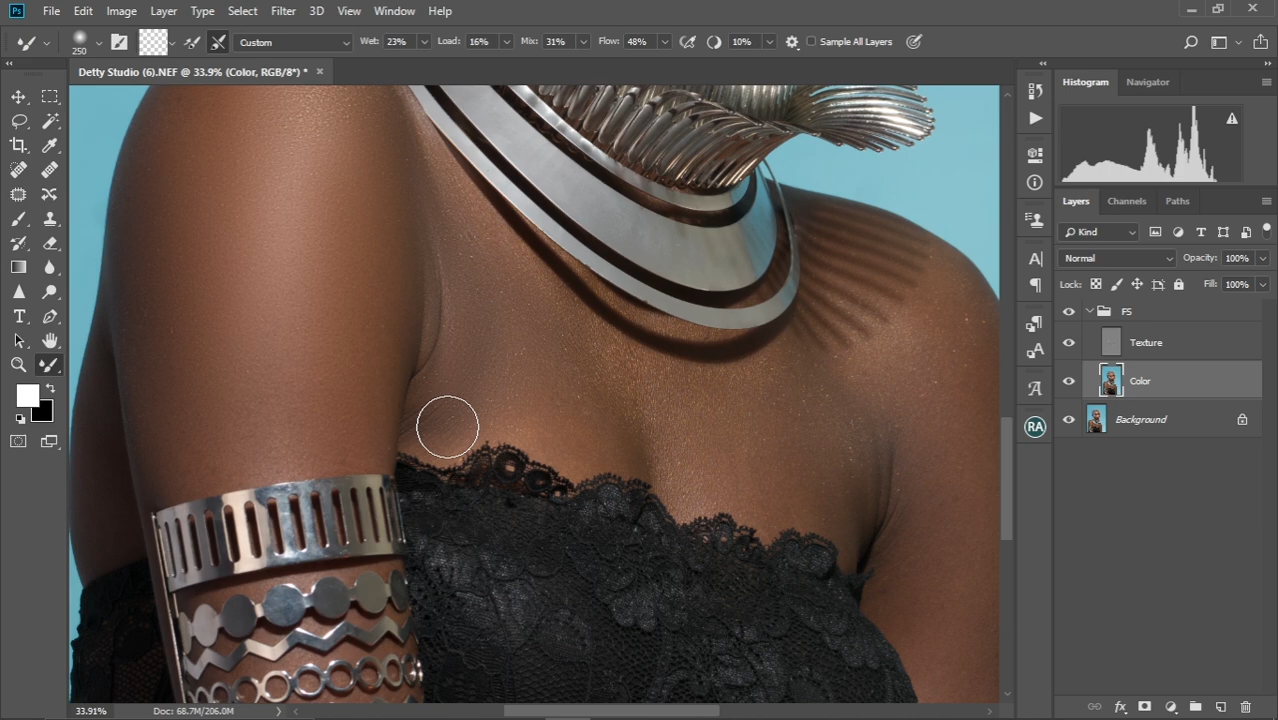 Ps File Edit Image Layer Type Select Filter 3D View Window Help
250 Custom Wet: 23% Load: 16% Mix: 31% Flow: 48% 10% Sample All Layers
Detty Studio (6).NEF @ 33.9% (Color, RGB/8*) * ×
Histogram Navigator
Layers Channels Paths
Kind
Normal Opacity: 100%
Lock: Fill: 100%
FS
Texture
Color
Background
A
A
A
RA
T
33.91% Doc: 68.7M/206.0M